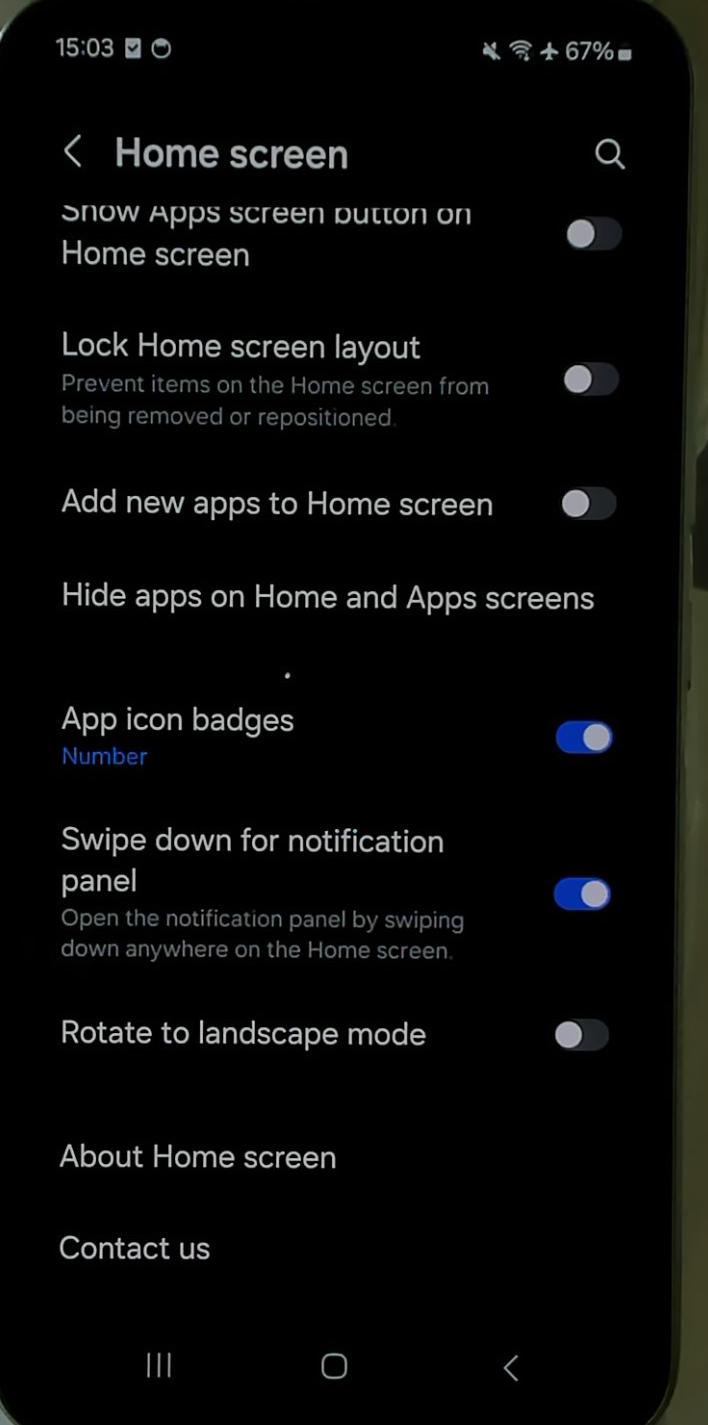 15:03 67%
Home screen
Show Apps screen button on
Home screen
Lock Home screen layout
Prevent items on the Home screen from
being removed or repositioned.
Add new apps to Home screen
Hide apps on Home and Apps screens
App icon badges
Number
Swipe down for notification
panel
Open the notification panel by swiping
down anywhere on the Home screen.
Rotate to landscape mode
About Home screen
Contact us